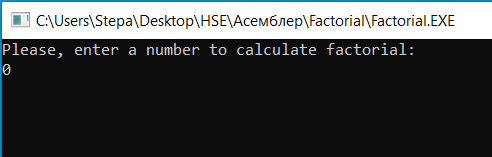 C:\Users\Stepa\Desktop\HSE\Асемблер\Factorial\Factorial.EXE
Please, enter a number to calculate factorial:
0